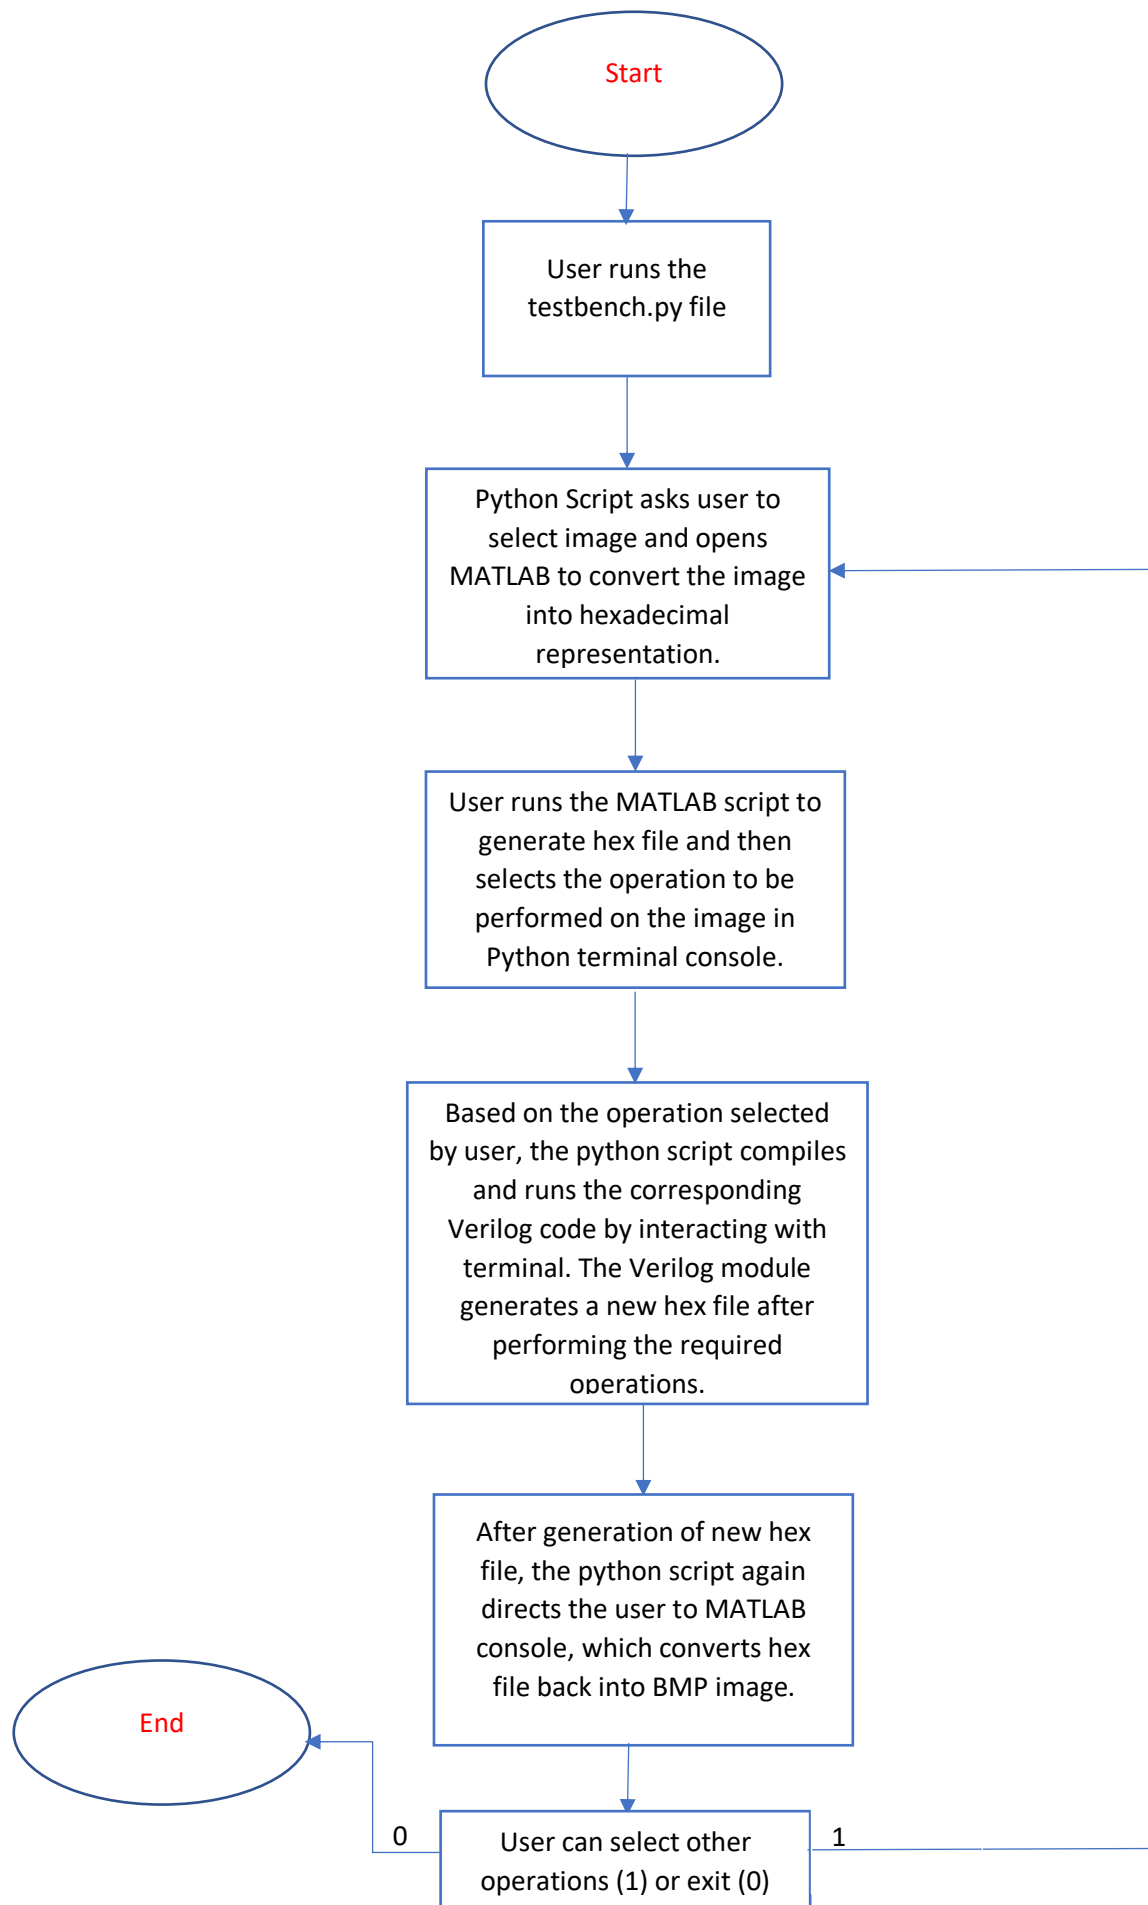 Start
User runs the
testbench.py file
Python Script asks user to
select image and opens
MATLAB to convert the image
into hexadecimal
representation.
User runs the MATLAB script to
generate hex file and then
selects the operation to be
performed on the image in
Python terminal console.
Based on the operation selected
by user, the python script compiles
and runs the corresponding
Verilog code by interacting with
terminal. The Verilog module
generates a new hex file after
performing the required
operations.
After generation of new hex
file, the python script again
directs the user to MATLAB
console, which converts hex
file back into BMP image.
End
0
User can select other
operations (1) or exit (0)
1